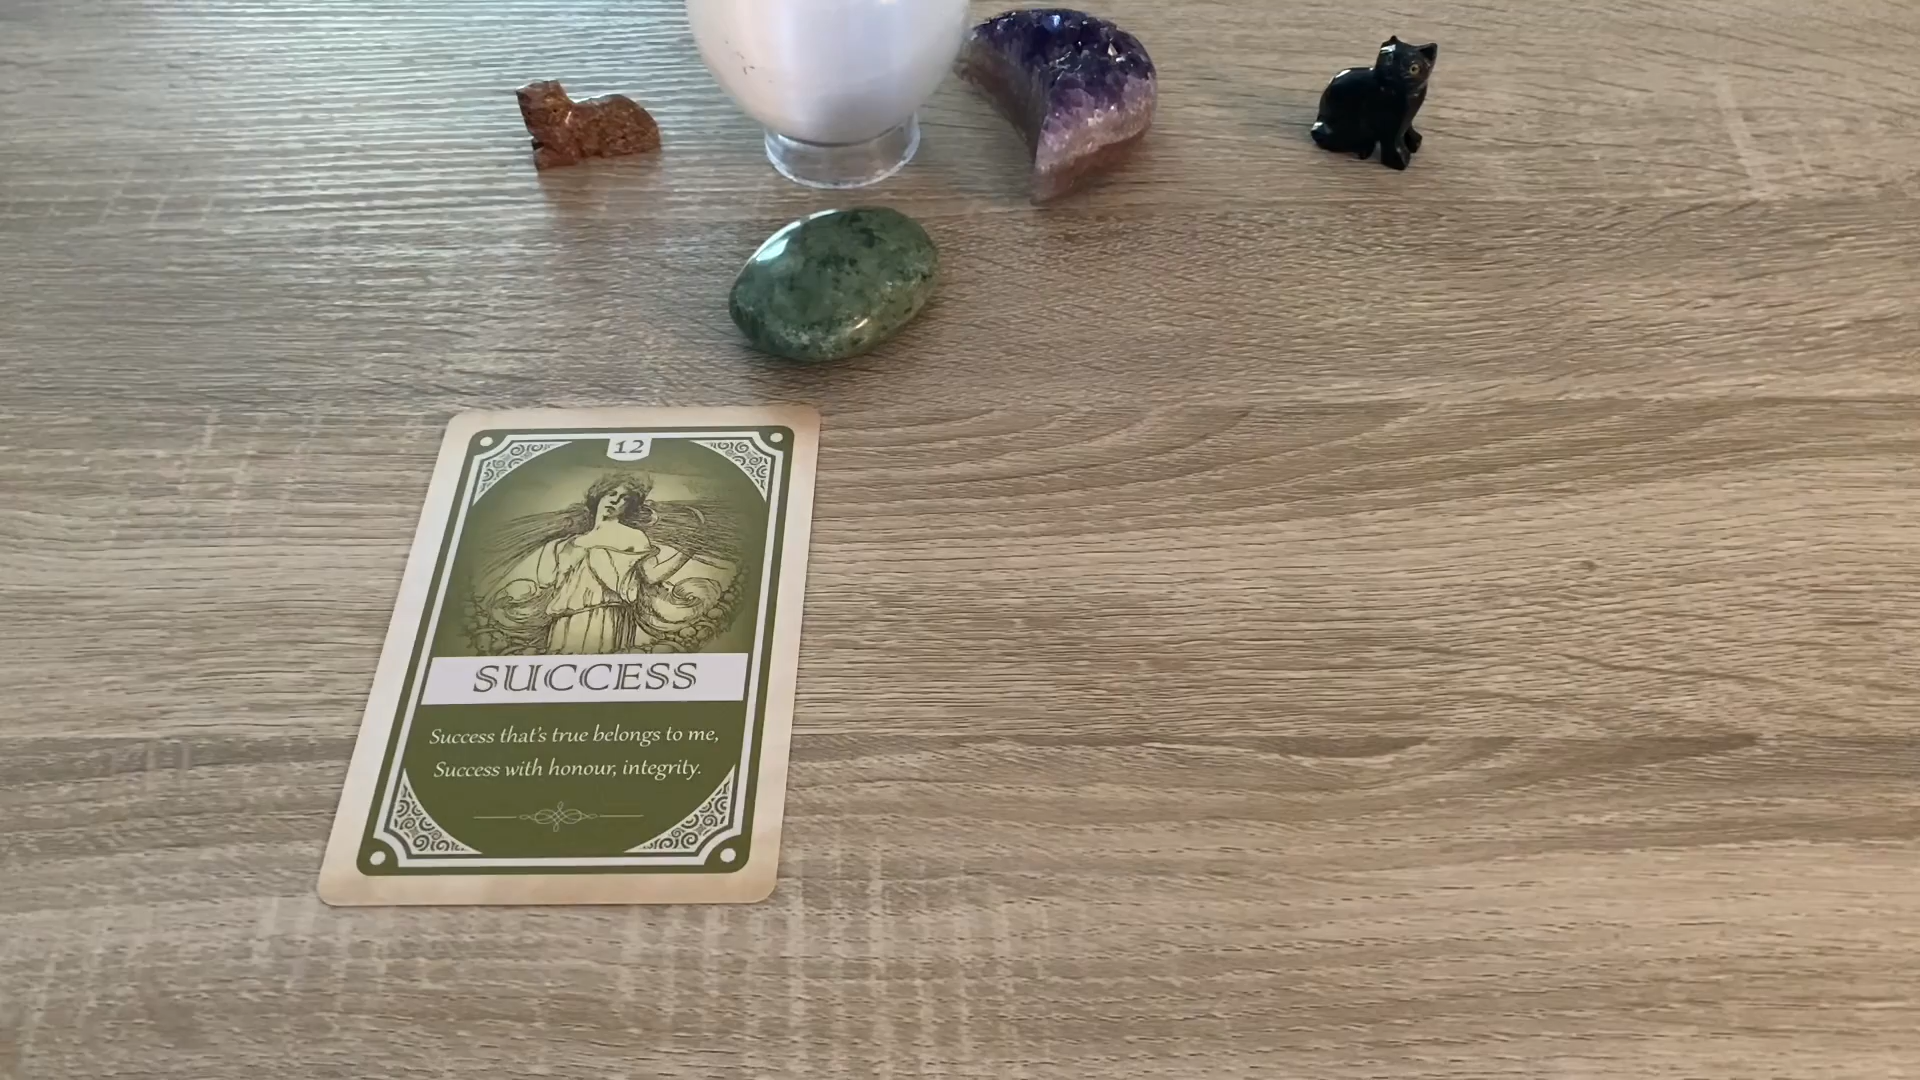 12
SUCCESS
Success that's true belongs to me,
Success with honour, integrity.